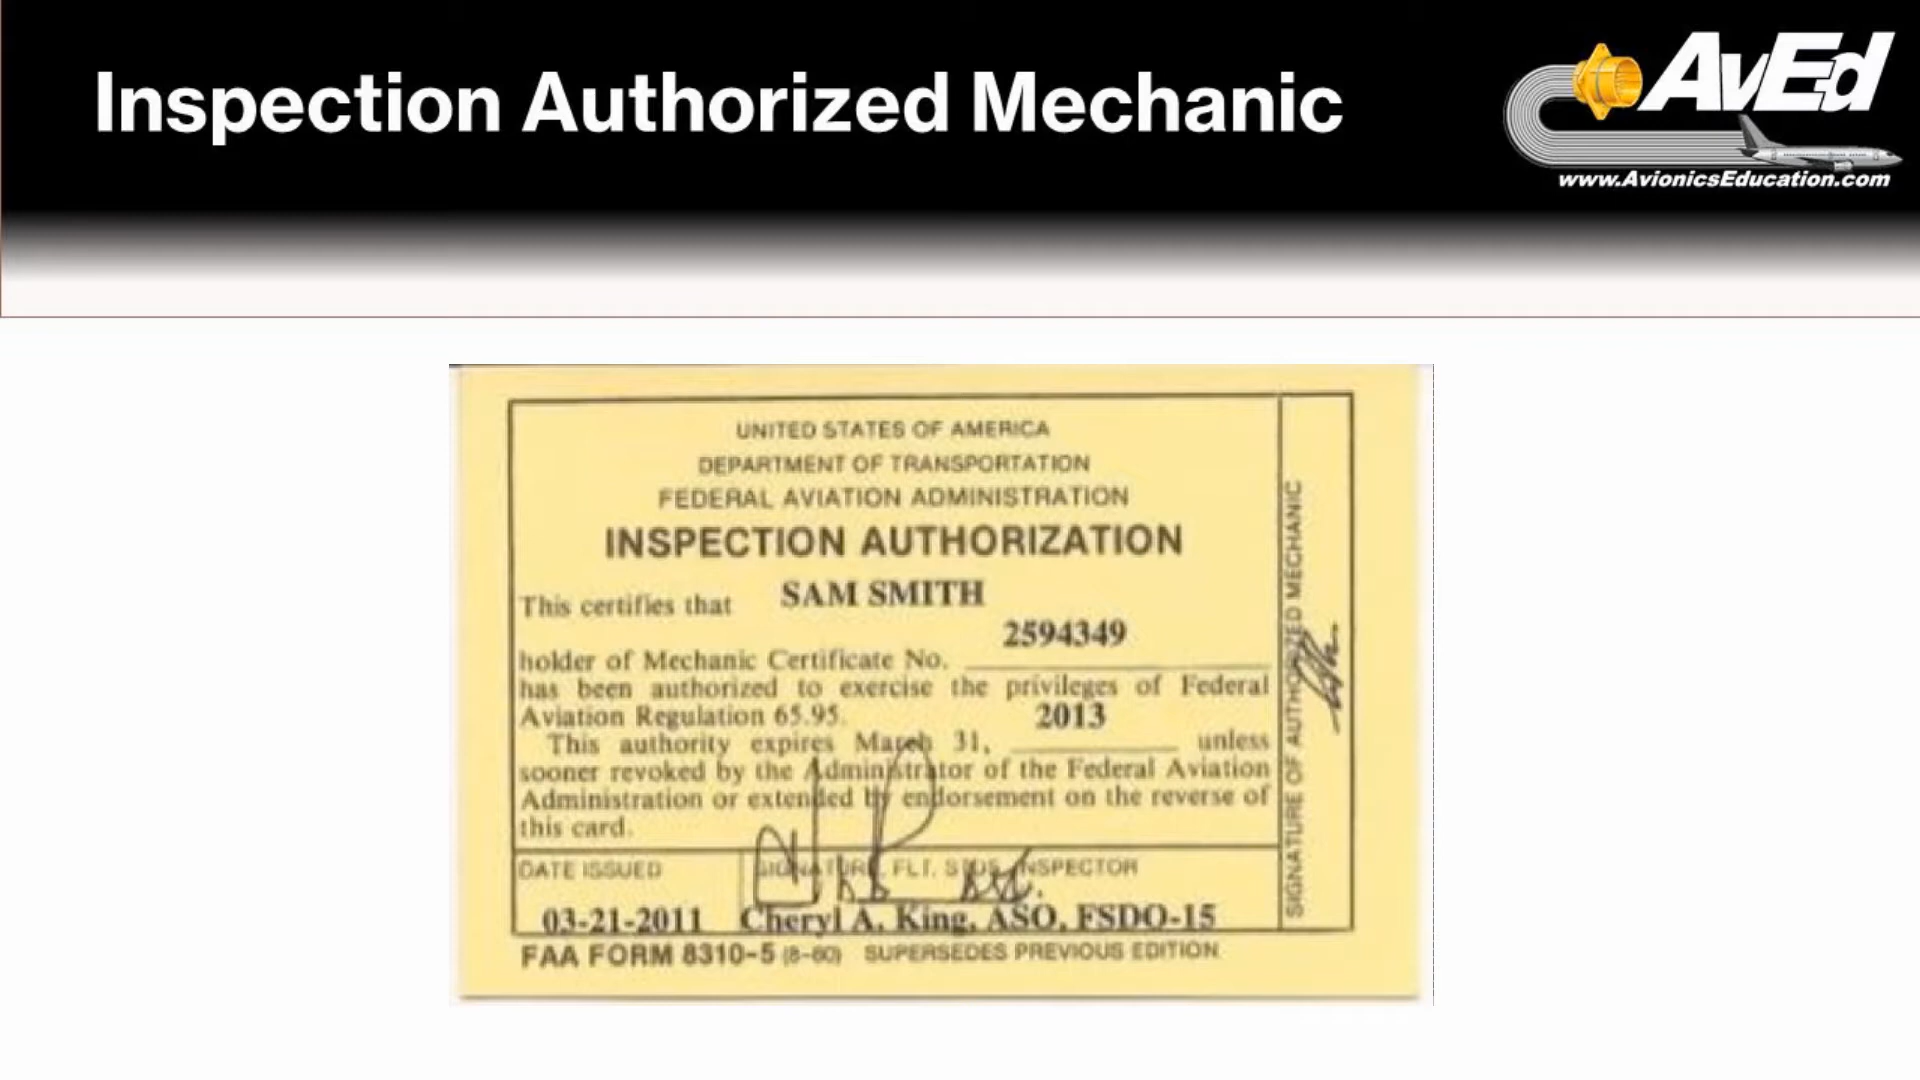 Inspection Authorized Mechanic
AvEd
www.AvionicsEducation.com
UNITED STATES OF AMERICA
DEPARTMENT OF TRANSPORTATION
FEDERAL AVIATION ADMINISTRATION
INSPECTION AUTHORIZATION
This certifies that SAM SMITH
2594349
holder of Mechanic Certificate No.
has been authorized to exercise the privileges of Federal
Aviation Regulation 65.95.
2013
This authority expires March 31, unless
sooner revoked by the Administrator of the Federal Aviation
Administration or extended by endorsement on the reverse of
this card.
DATE ISSUED
03-21-2011
SIGNATURE, FLT. STDS. INSPECTOR
Cheryl A. King, ASO, FSDO-15
SIGNATURE OF AUTHORIZED MECHANIC
FAA FORM 8310-5 (8-80) SUPERSEDES PREVIOUS EDITION